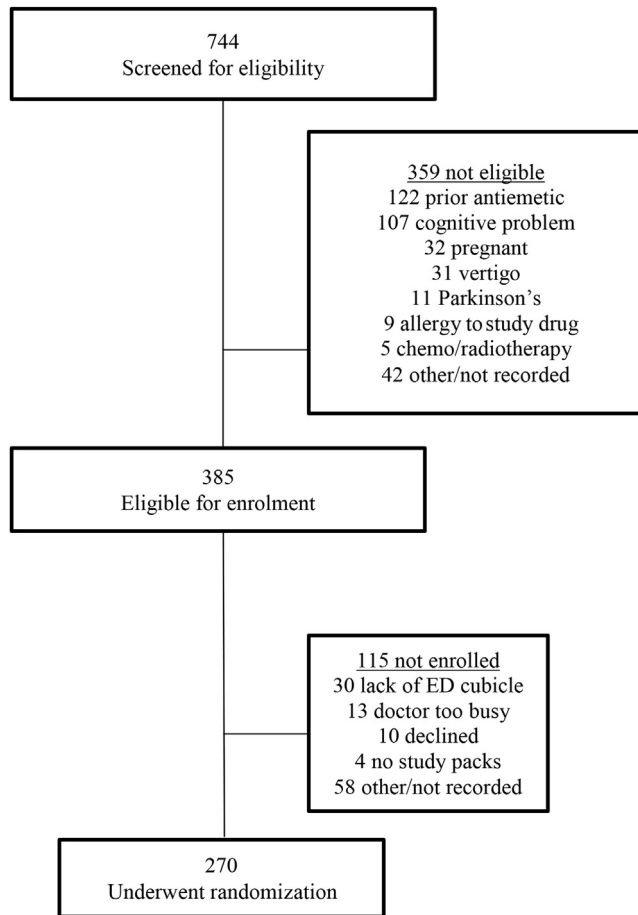 744
Screened for eligibility
359 not eligible
122 prior antiemetic
107 cognitive problem
32 pregnant
31 vertigo
11 Parkinson’s
9 allergy to study drug
5 chemo/radiotherapy
42 other/not recorded
385
Eligible for enrolment
115 not enrolled
30 lack of ED cubicle
13 doctor too busy
10 declined
4 no study packs
58 other/not recorded
270
Underwent randomization